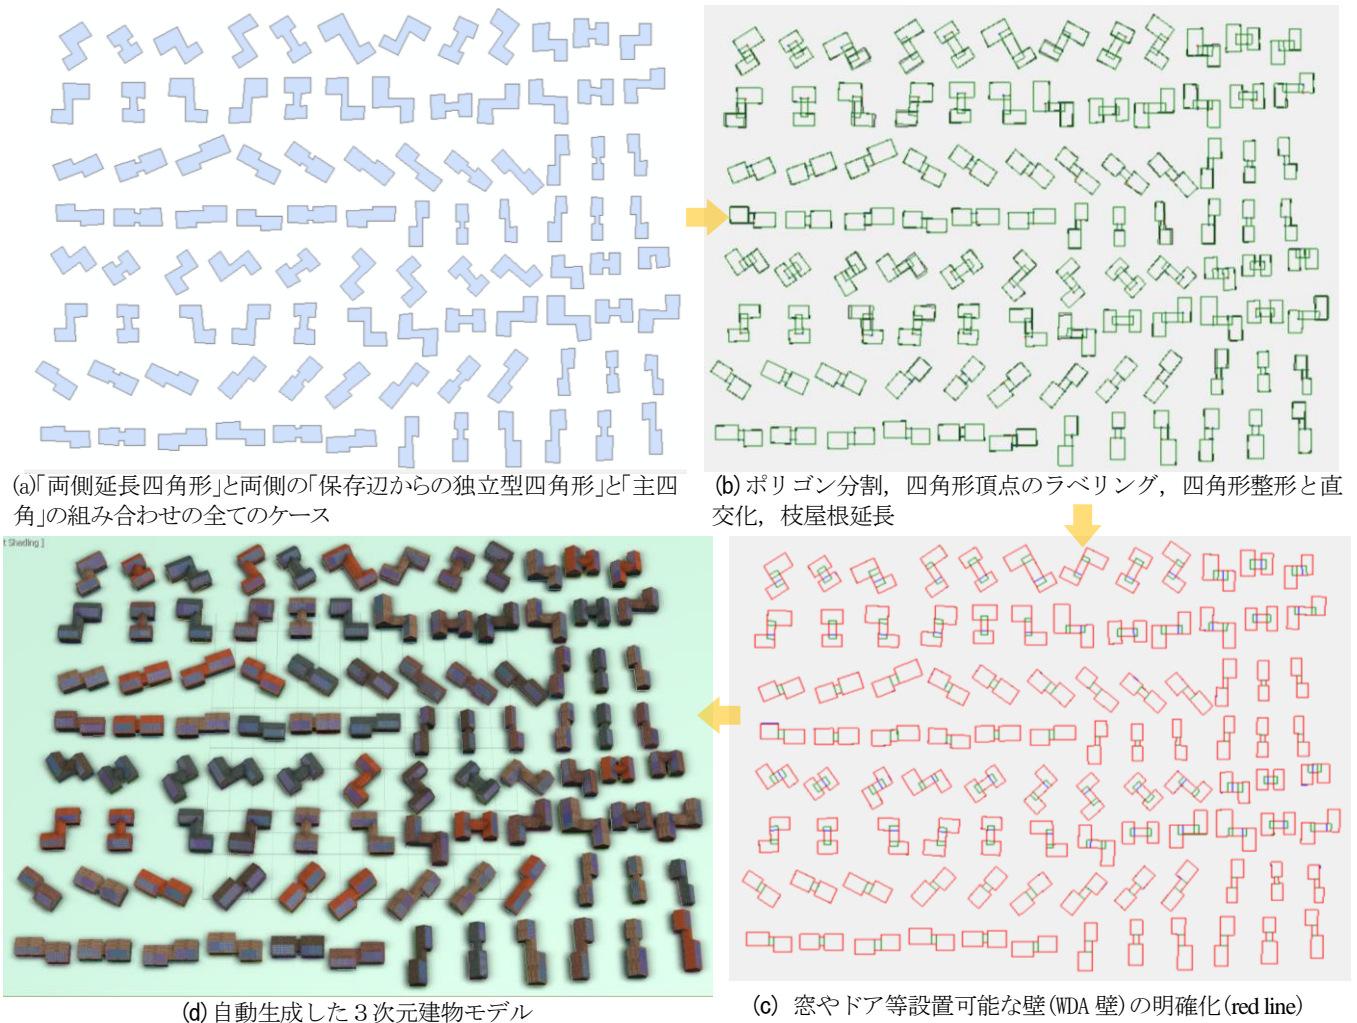 (a)「両側延長四角形」と両側の「保存辺からの独立型四角形」と「主四
角」の組み合わせの全てのケース
(b) ポリゴン分割，四角形頂点のラベリング，四角形整形と直
交化，枝屋根延長
t Shading ]
(d) 自動生成した３次元建物モデル
(c) 窓やドア等設置可能な壁(WDA 壁)の明確化(red line)